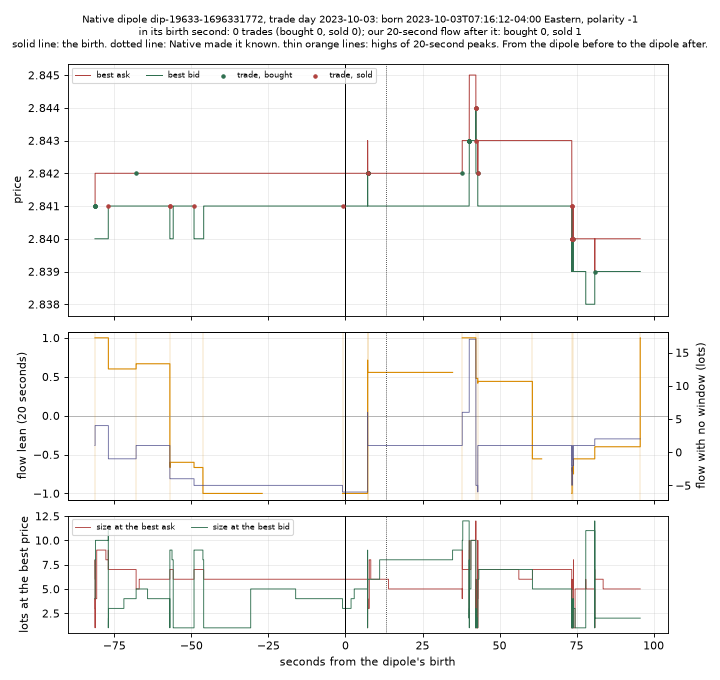 Native dipole dip-19633-1696331772, trade day 2023-10-03: born 2023-10-03T07:16:12-04:00 Eastern, polarity -1
in its birth second: 0 trades (bought 0, sold 0); our 20-second flow after it: bought 0, sold 1
solid line: the birth. dotted line: Native made it known. thin orange lines: highs of 20-second peaks. From the dipole before to the dipole after.
best ask
best bid
trade, bought
trade, sold
2.845
2.844
2.843
2.842
2.841
2.840
2.839
2.838
price
1.0
0.5
0.0
−0.5
−1.0
flow lean (20 seconds)
15
10
5
0
−5
flow with no window (lots)
size at the best ask
size at the best bid
12.5
10.0
7.5
5.0
2.5
lots at the best price
−75
−50
−25
0
25
50
75
100
seconds from the dipole's birth